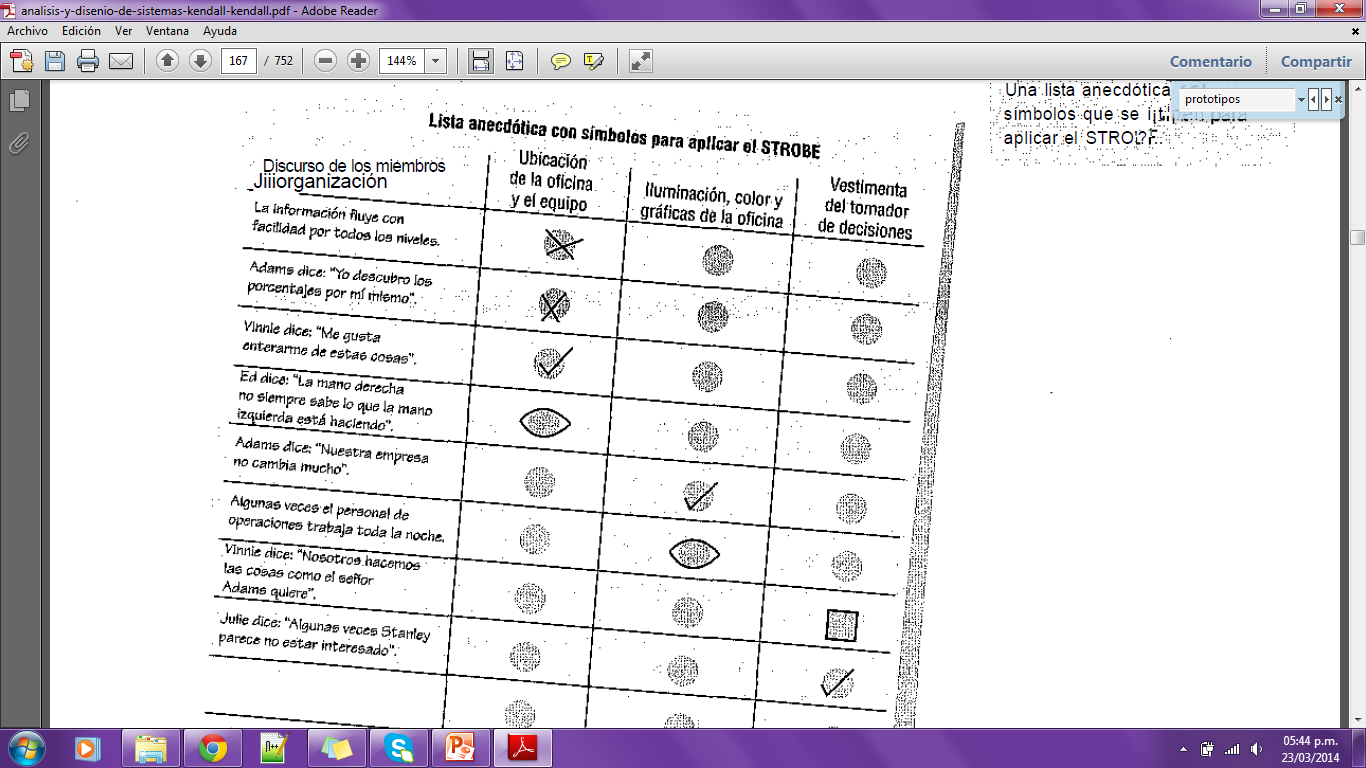 analisis-y-disenio-de-sistemas-kendall-kendall.pdf - Adobe Reader
Archivo Edición Ver Ventana Ayuda
167 / 752 144% Comentario Compartir
prototipos
Una lista anecdótica
símbolos que se para
aplicar el
Lista anecdótica con símbolos para aplicar el STROBE
Discurso de los miembros
Jiiiorganización
Ubicación
de la oficina
y el equipo
Iluminación, color y
gráficas de la oficina
Vestimenta
del tomador
de decisiones
La información fluye con
facilidad por todos los niveles.
Adams dice: "Yo descubro los
porcentajes por mí mismo".
Vinnie dice: "Me gusta
enterarme de estas cosas".
Ed dice: "La mano derecha
no siempre sabe lo que la mano
izquierda está haciendo".
Adams dice: "Nuestra empresa
no cambia mucho".
Algunas veces el personal de
operaciones trabaja toda la noche.
Vinnie dice: "Nosotros hacemos
las cosas como el señor
Adams quiere".
Julie dice: "Algunas veces Stanley
parece no estar interesado".
05:44 p.m.
23/03/2014